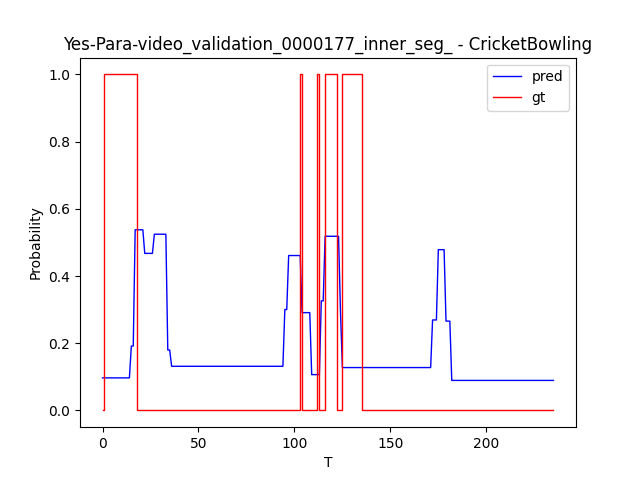 Yes-Para-video_validation_0000177_inner_seg_ - CricketBowling
pred
gt
Probability
1.0
0.8
0.6
0.4
0.2
0.0
0
50
100
150
200
T